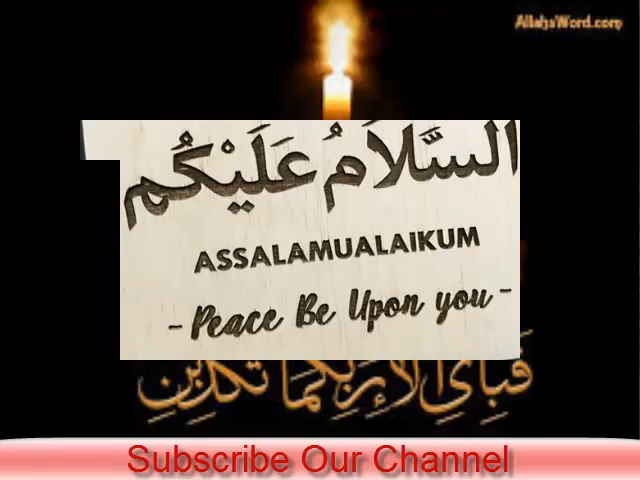 AllahsWord.com
السَّلَامُ عَلَيْكُم
ASSALAMUALAIKUM
- Peace Be Upon you -
فَبِأَيِّ آلَاءِ رَبِّكُمَا تُكَذِّبَانِ
Subscribe Our Channel